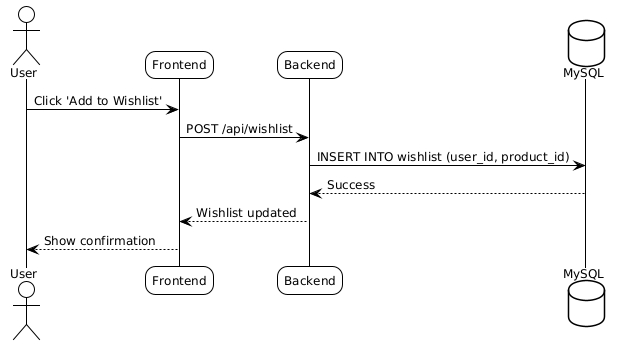 User
Frontend
Backend
MySQL
Click 'Add to Wishlist'
POST /api/wishlist
INSERT INTO wishlist (user_id, product_id)
Success
Wishlist updated
Show confirmation
User
Frontend
Backend
MySQL